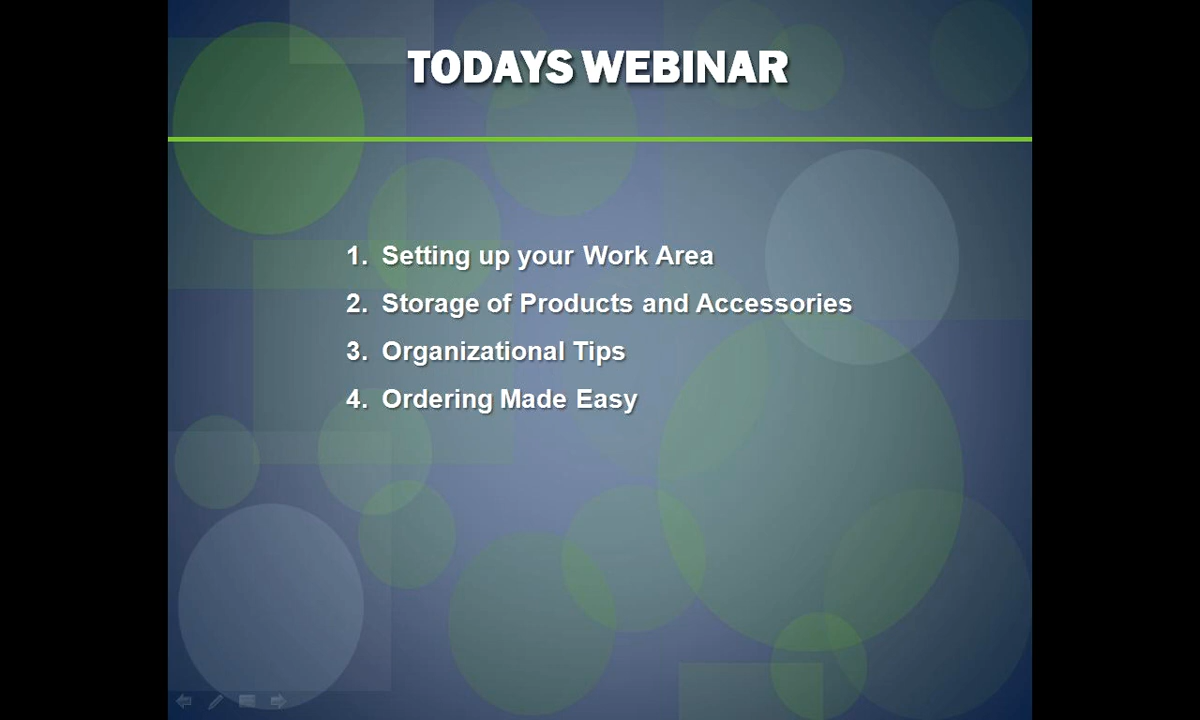 TODAYS WEBINAR
1. Setting up your Work Area
2. Storage of Products and Accessories
3. Organizational Tips
4. Ordering Made Easy